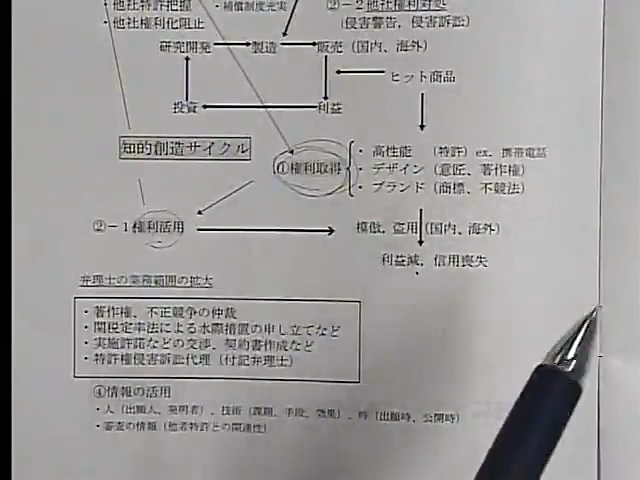 ・他社特許把握
・補償制度充実
②－２他社権利対処
・他社権利化阻止
（侵害警告，侵害訴訟）
研究開発 製造 販売（国内、海外）
ヒット商品
投資 利益
知的創造サイクル
①権利取得
・高性能 （特許）ex．携帯電話
・デザイン（意匠、著作権）
・ブランド（商標、不競法）
②－１権利活用
模倣，盗用（国内、海外）
利益減，信用喪失
弁理士の業務範囲の拡大
・著作権、不正競争の仲裁
・関税定率法による水際措置の申し立てなど
・実施許諾などの交渉、契約書作成など
・特許権侵害訴訟代理（付記弁理士）
④情報の活用
・人（出願人、発明者）、技術（課題、手段、効果）、時（出願時、公開時）
・審査の情報（他者特許との関連性）